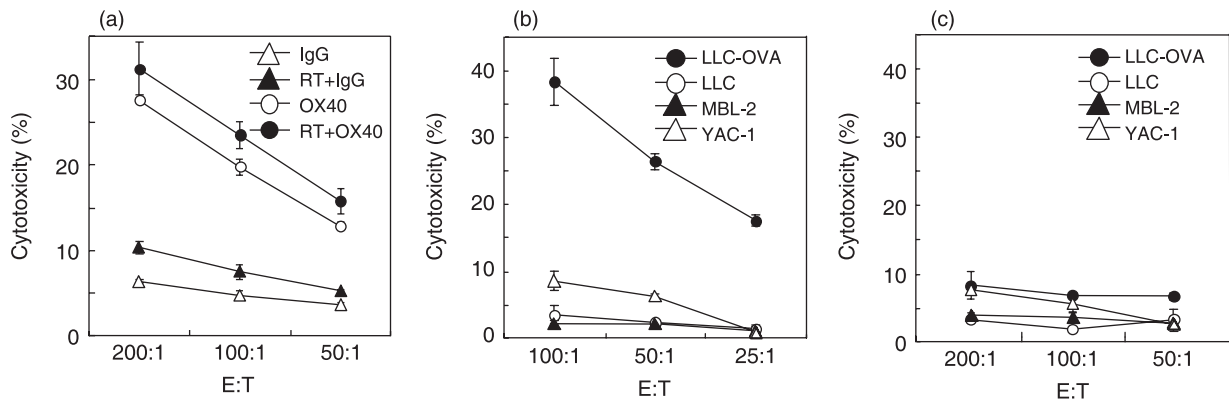 (a)
Cytotoxicity (%)
30
20
10
0
IgG
RT+IgG
OX40
RT+OX40
200:1
100:1
50:1
E:T
(b)
Cytotoxicity (%)
40
30
20
10
0
LLC-OVA
LLC
MBL-2
YAC-1
100:1
50:1
25:1
E:T
(c)
Cytotoxicity (%)
40
30
20
10
0
LLC-OVA
LLC
MBL-2
YAC-1
200:1
100:1
50:1
E:T